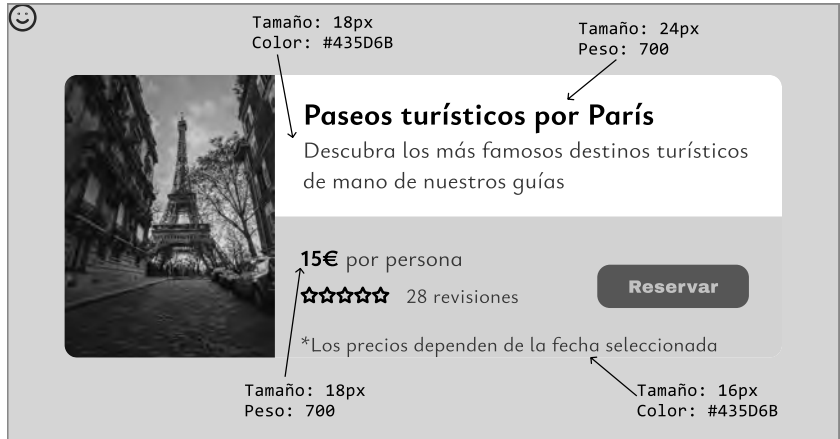 Tamaño: 18px
Color: #435D6B
Tamaño: 24px
Peso: 700
Paseos turísticos por París
Descubra los más famosos destinos turísticos
de mano de nuestros guías
15€ por persona
28 revisiones
Reservar
*Los precios dependen de la fecha seleccionada
Tamaño: 18px
Peso: 700
Tamaño: 16px
Color: #435D6B